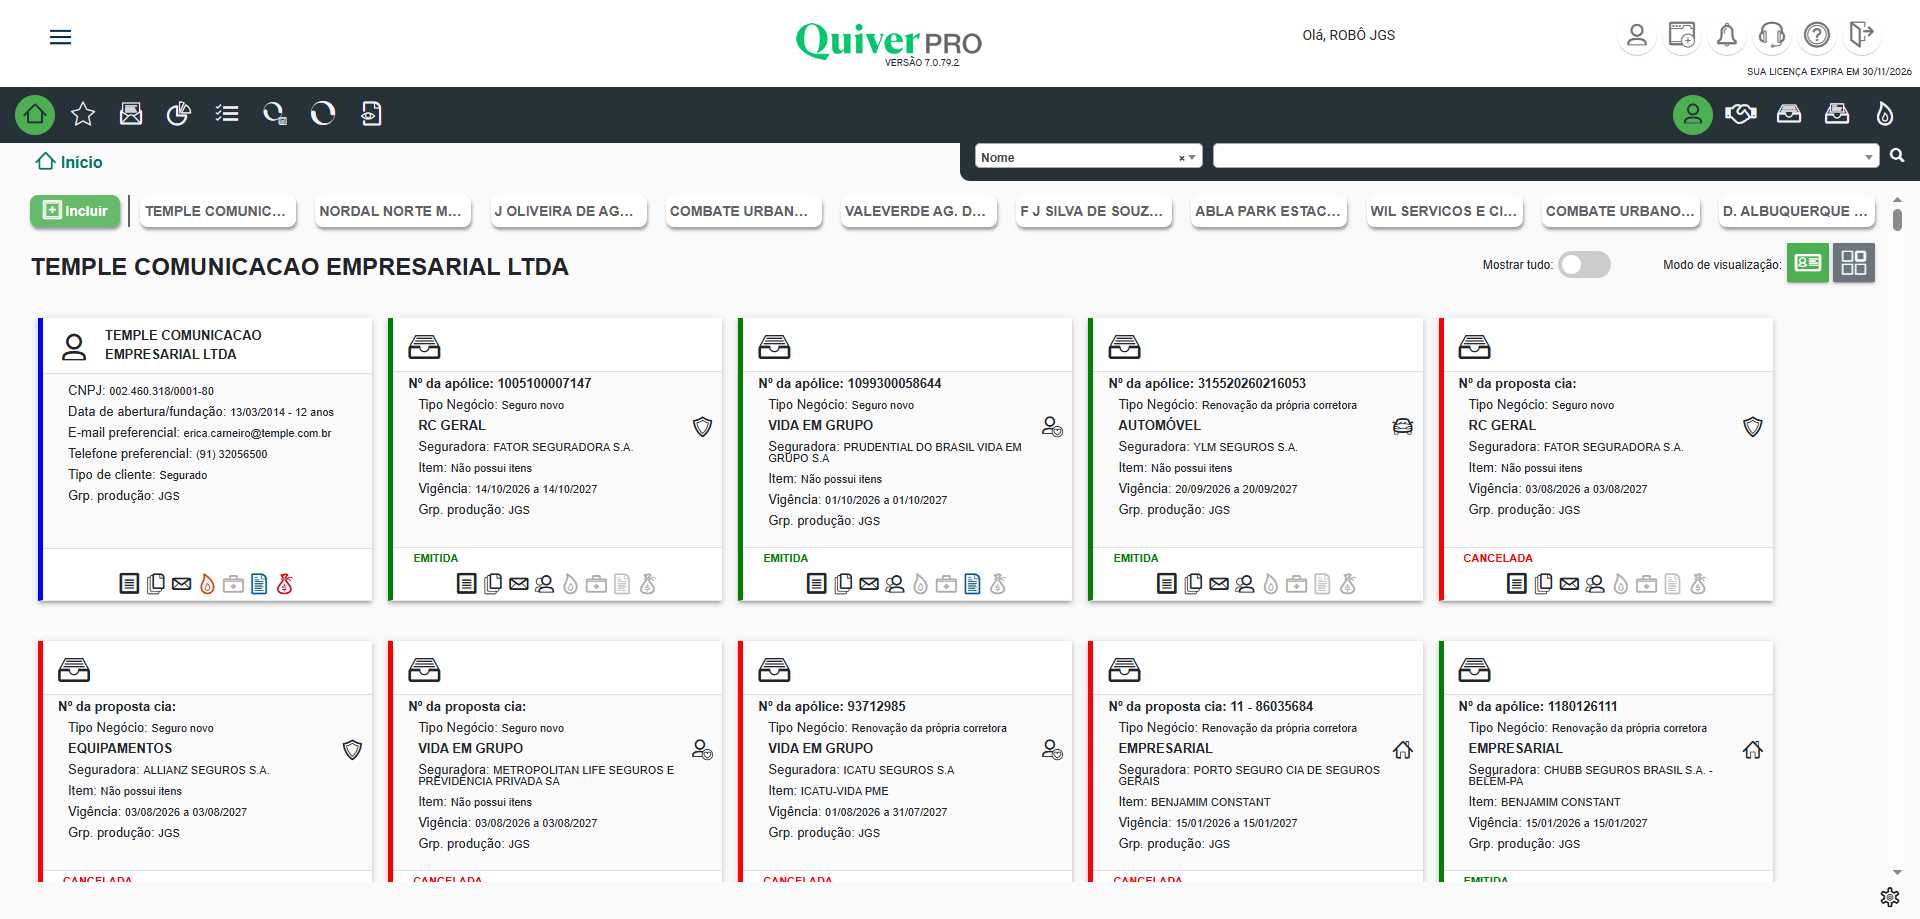 Quiver PRO
VERSÃO 7.0.79.2
Olá, ROBÔ JGS
SUA LICENÇA EXPIRA EM 30/11/2026
Inicio
Nome
Incluir
TEMPLE COMUNIC...
NORDAL NORTE M...
J OLIVEIRA DE AG...
COMBATE URBAN...
VALEVERDE AG. D...
F J SILVA DE SOUZ...
ABLA PARK ESTAC...
WIL SERVICOS E CI...
COMBATE URBANO...
D. ALBUQUERQUE ...
TEMPLE COMUNICACAO EMPRESARIAL LTDA
Mostrar tudo:
Modo de visualização:
TEMPLE COMUNICACAO
EMPRESARIAL LTDA
CNPJ: 002.460.318/0001-80
Data de abertura/fundação: 13/03/2014 - 12 anos
E-mail preferencial: erica.carneiro@temple.com.br
Telefone preferencial: (91) 32056500
Tipo de cliente: Segurado
Grp. produção: JGS
Nº da apólice: 1005100007147
Tipo Negócio: Seguro novo
RC GERAL
Seguradora: FATOR SEGURADORA S.A.
Item: Não possui itens
Vigência: 14/10/2026 a 14/10/2027
Grp. produção: JGS
EMITIDA
Nº da apólice: 1099300058644
Tipo Negócio: Seguro novo
VIDA EM GRUPO
Seguradora: PRUDENTIAL DO BRASIL VIDA EM
GRUPO S.A
Item: Não possui itens
Vigência: 01/10/2026 a 01/10/2027
Grp. produção: JGS
EMITIDA
Nº da apólice: 315520260216053
Tipo Negócio: Renovação da própria corretora
AUTOMÓVEL
Seguradora: YLM SEGUROS S.A.
Item: Não possui itens
Vigência: 20/09/2026 a 20/09/2027
Grp. produção: JGS
EMITIDA
Nº da proposta cia:
Tipo Negócio: Seguro novo
RC GERAL
Seguradora: FATOR SEGURADORA S.A.
Item: Não possui itens
Vigência: 03/08/2026 a 03/08/2027
Grp. produção: JGS
CANCELADA
Nº da proposta cia:
Tipo Negócio: Seguro novo
EQUIPAMENTOS
Seguradora: ALLIANZ SEGUROS S.A.
Item: Não possui itens
Vigência: 03/08/2026 a 03/08/2027
Grp. produção: JGS
CANCELADA
Nº da proposta cia:
Tipo Negócio: Seguro novo
VIDA EM GRUPO
Seguradora: METROPOLITAN LIFE SEGUROS E
PREVIDÊNCIA PRIVADA SA
Item: Não possui itens
Vigência: 03/08/2026 a 03/08/2027
Grp. produção: JGS
CANCELADA
Nº da apólice: 93712985
Tipo Negócio: Renovação da própria corretora
VIDA EM GRUPO
Seguradora: ICATU SEGUROS S.A
Item: ICATU-VIDA PME
Vigência: 01/08/2026 a 31/07/2027
Grp. produção: JGS
CANCELADA
Nº da proposta cia: 11 - 86035684
Tipo Negócio: Renovação da própria corretora
EMPRESARIAL
Seguradora: PORTO SEGURO CIA DE SEGUROS
GERAIS
Item: BENJAMIM CONSTANT
Vigência: 15/01/2026 a 15/01/2027
Grp. produção: JGS
CANCELADA
Nº da apólice: 1180126111
Tipo Negócio: Renovação da própria corretora
EMPRESARIAL
Seguradora: CHUBB SEGUROS BRASIL S.A. -
BELÉM-PA
Item: BENJAMIM CONSTANT
Vigência: 15/01/2026 a 15/01/2027
Grp. produção: JGS
EMITIDA